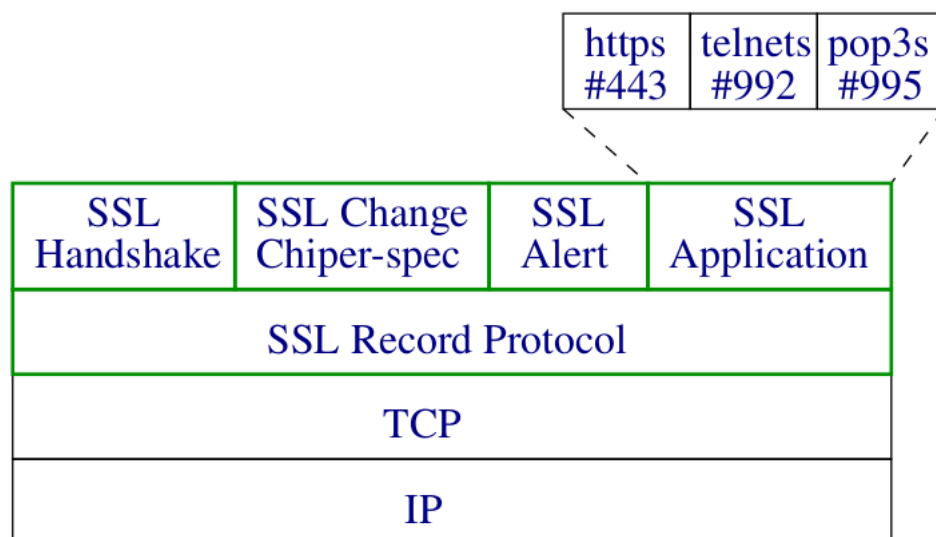 https
#443
telnets
#992
pop3s
#995
SSL
Handshake
SSL Change
Chiper-spec
SSL
Alert
SSL
Application
SSL Record Protocol
TCP
IP